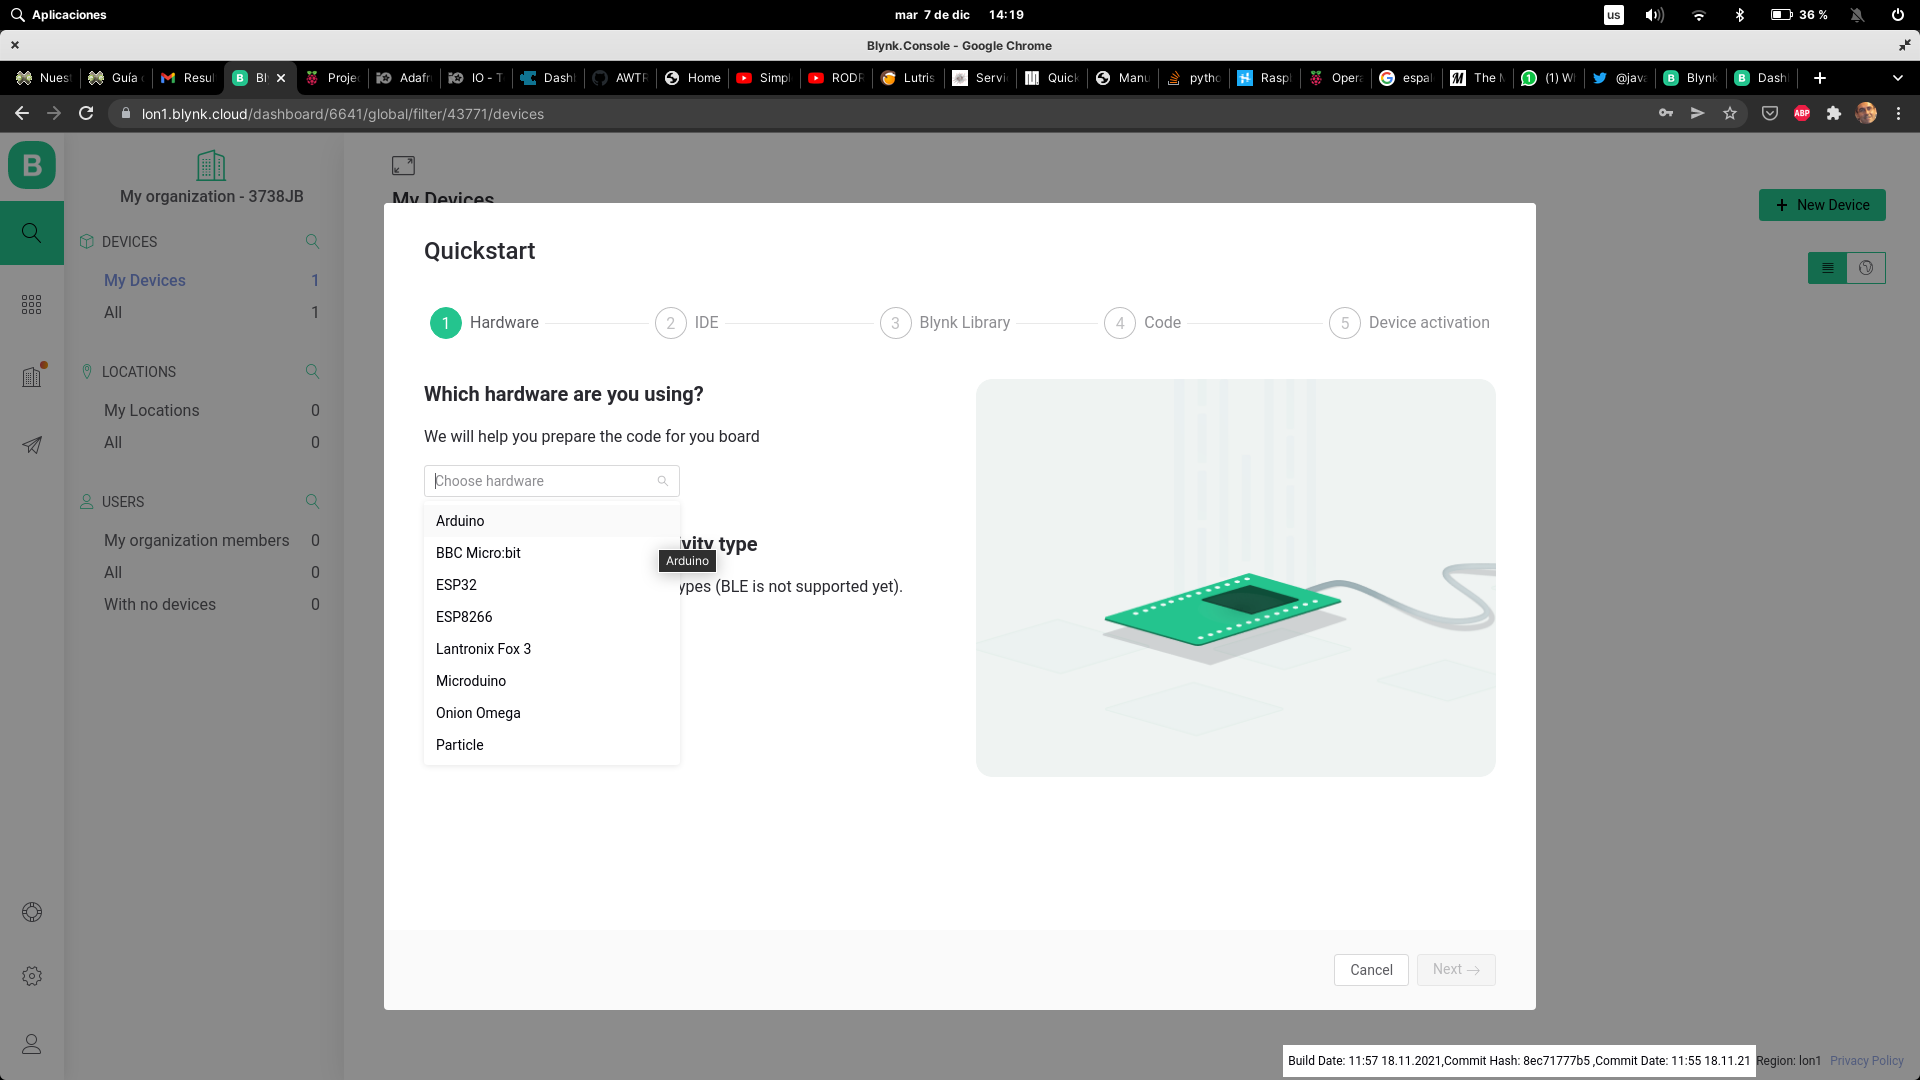 Aplicaciones
mar 7 de dic 14:19
us
36 %
Blynk.Console - Google Chrome
Nuest
Guía
Resul
Bl
Proje
Adafr
IO - T
Dash
AWTR
Home
Simpl
RODR
Lutris
Servi
Quick
Manu
pytho
Raspl
Opera
espal
The M
(1) W
@java
Blynk
Dash
lon1.blynk.cloud/dashboard/6641/global/filter/43771/devices
ABP
B
My organization - 3738JB
DEVICES
My Devices 1
All 1
LOCATIONS
My Locations 0
All 0
USERS
My organization members 0
All 0
With no devices 0
My Devices
New Device
Quickstart
1 Hardware
2 IDE
3 Blynk Library
4 Code
5 Device activation
Which hardware are you using?
We will help you prepare the code for you board
Choose hardware
Arduino
BBC Micro:bit
ESP32
ESP8266
Lantronix Fox 3
Microduino
Onion Omega
Particle
vity type
Arduino
ypes (BLE is not supported yet).
Cancel
Next →
Build Date: 11:57 18.11.2021,Commit Hash: 8ec71777b5 ,Commit Date: 11:55 18.11.21
Region: lon1
Privacy Policy